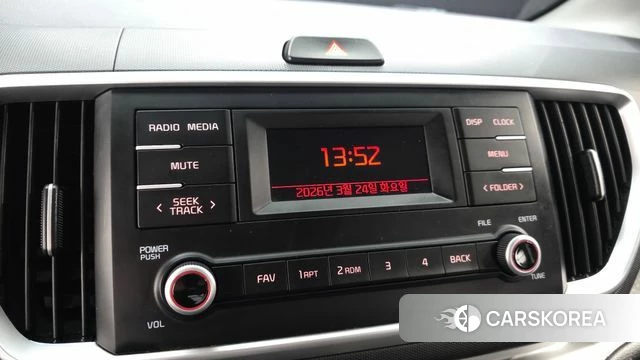 RADIO MEDIA
MUTE
SEEK
TRACK
POWER
PUSH
VOL
13:52
2026년 3월 24일 화요일
DISP CLOCK
MENU
FOLDER
FILE
ENTER
TUNE
FAV
1 RPT
2 RDM
3
4
BACK
CARSKOREA